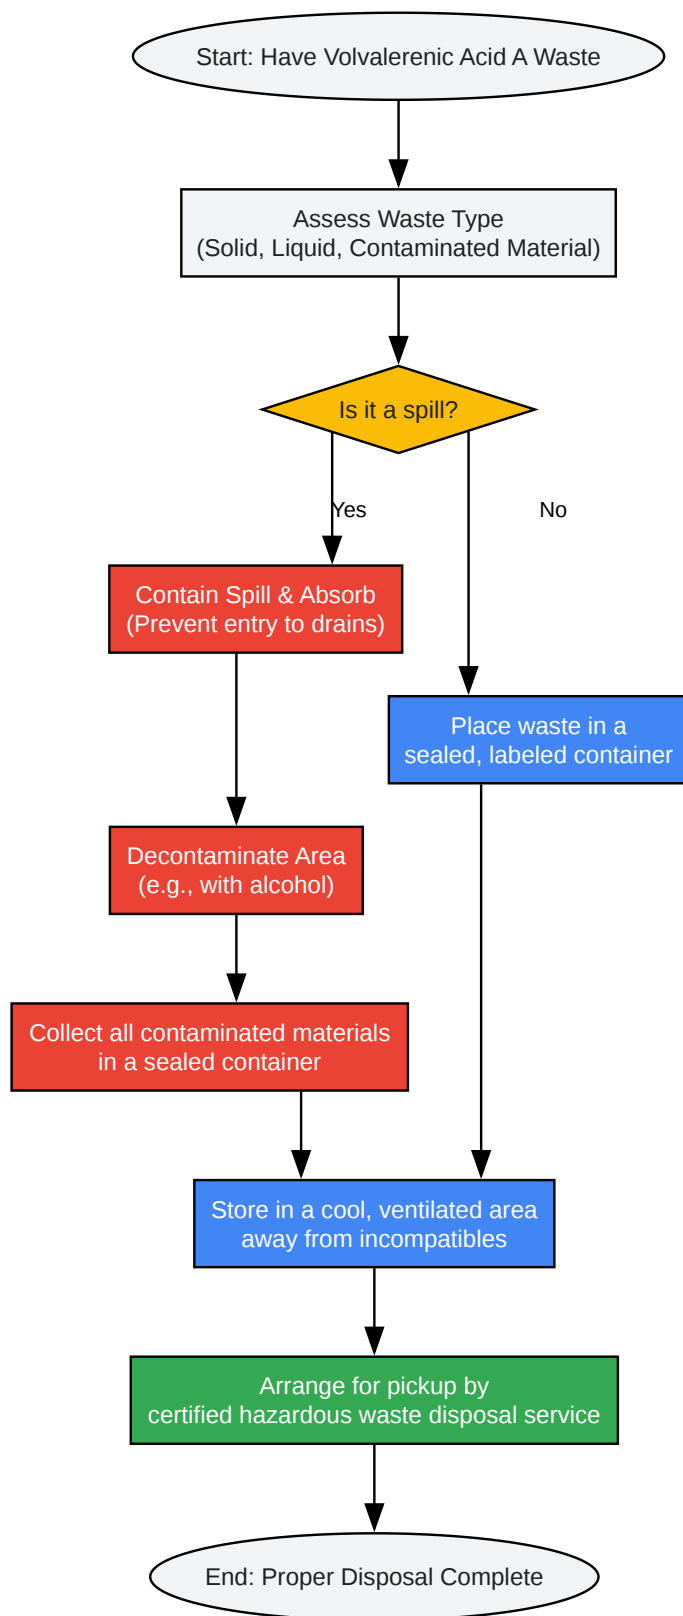 Start: Have Volvalerenic Acid A Waste
Assess Waste Type
(Solid, Liquid, Contaminated Material)
Is it a spill?
Yes
No
Contain Spill & Absorb
(Prevent entry to drains)
Place waste in a
sealed, labeled container
Decontaminate Area
(e.g., with alcohol)
Collect all contaminated materials
in a sealed container
Store in a cool, ventilated area
away from incompatibles
Arrange for pickup by
certified hazardous waste disposal service
End: Proper Disposal Complete